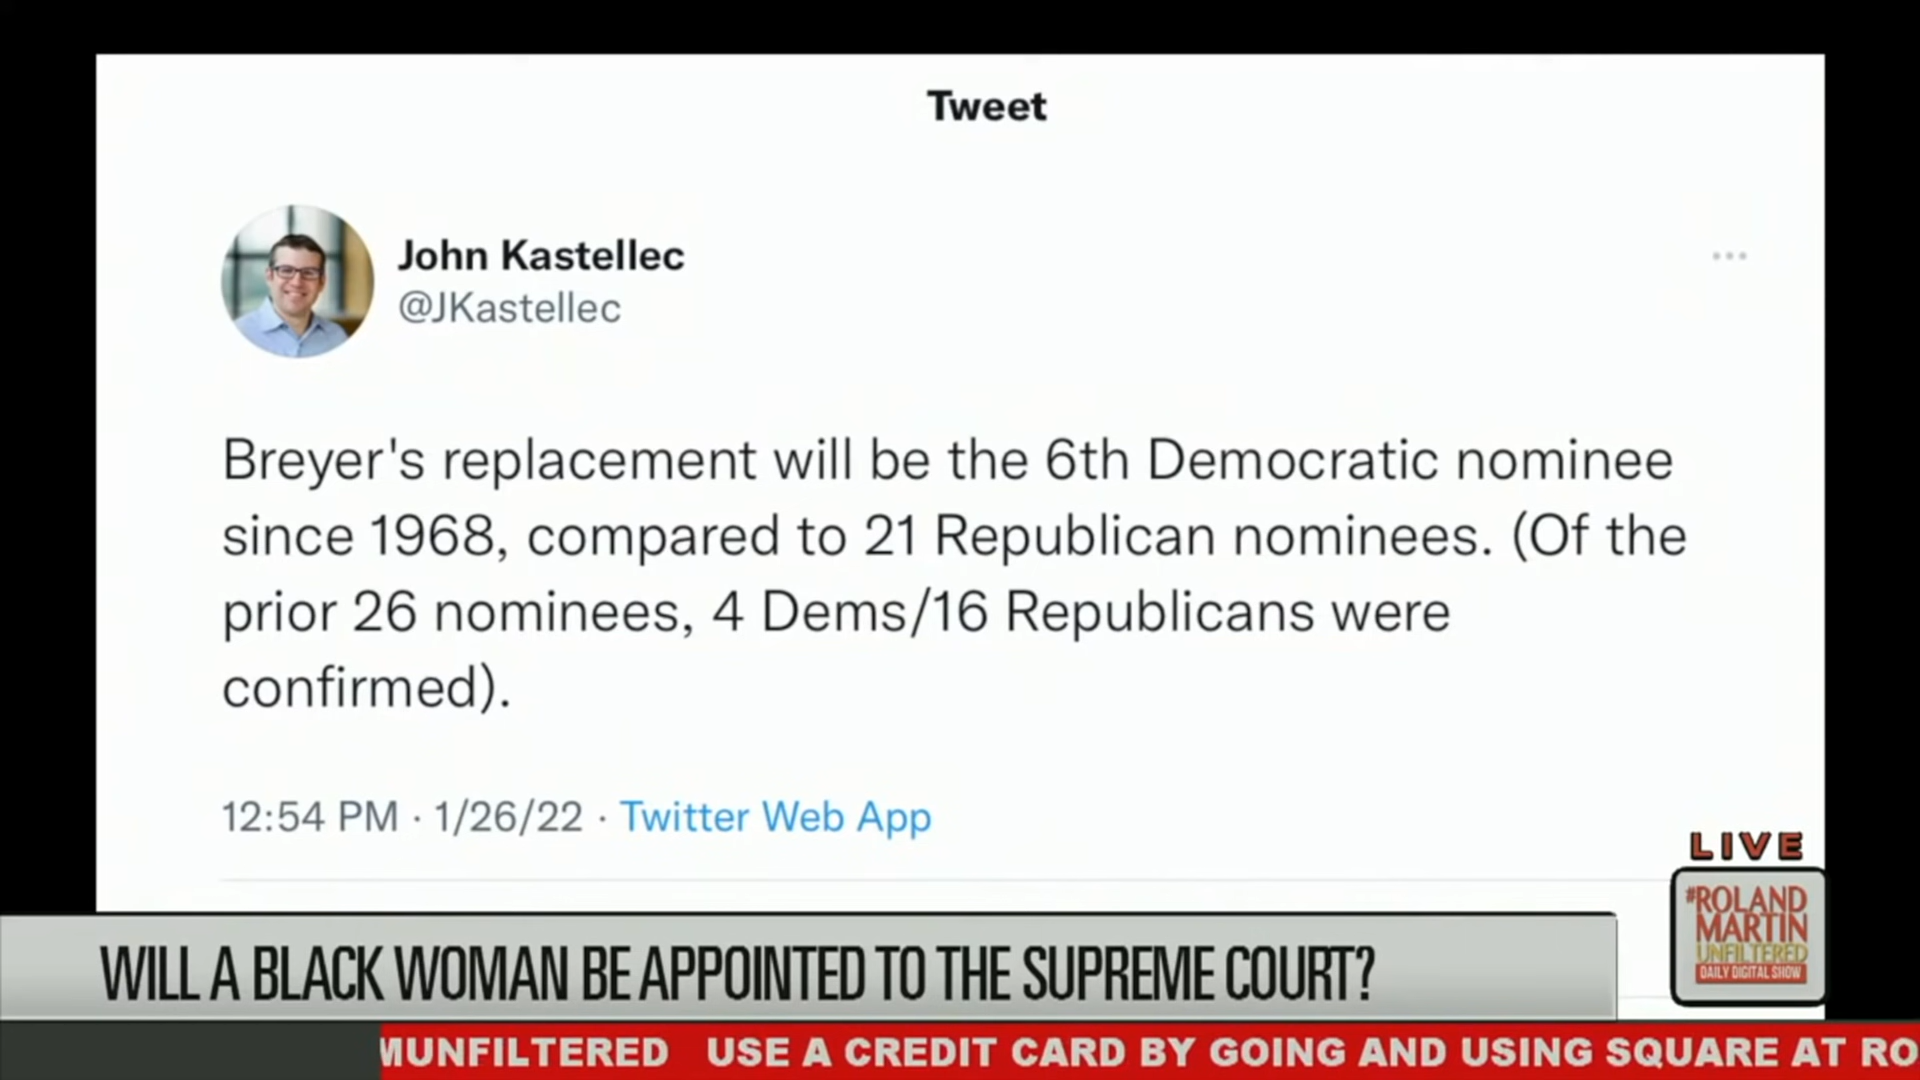 Tweet
John Kastellec
@JKastellec
Breyer's replacement will be the 6th Democratic nominee
since 1968, compared to 21 Republican nominees. (Of the
prior 26 nominees, 4 Dems/16 Republicans were
confirmed).
12:54 PM · 1/26/22 · Twitter Web App
LIVE
#ROLAND
MARTIN
UNFILTERED
DAILY DIGITAL SHOW
WILL A BLACK WOMAN BE APPOINTED TO THE SUPREME COURT?
MUNFILTERED USE A CREDIT CARD BY GOING AND USING SQUARE AT RO